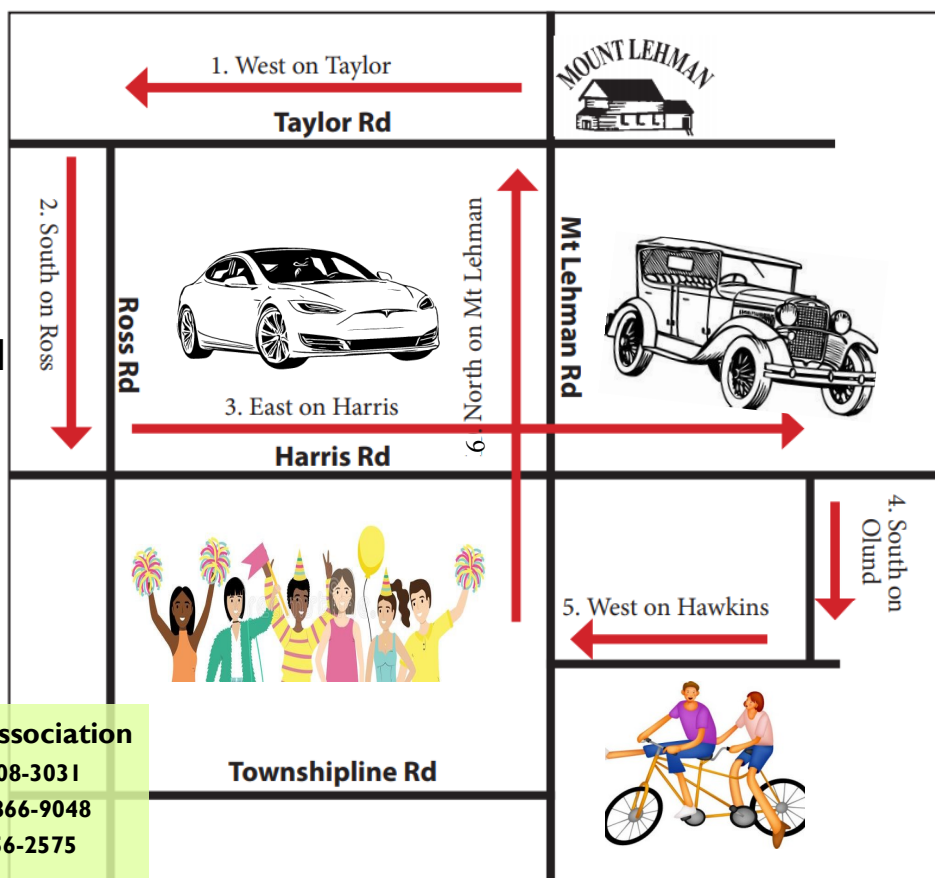 1. West on Taylor
MOUNT LEHMAN
Taylor Rd
2. South on Ross
Ross Rd
6. North on Mt Lehman
Mt Lehman Rd
3. East on Harris
Harris Rd
4. South on
Olund
5. West on Hawkins
ssociation
08-3031
366-9048
56-2575
Townshipline Rd